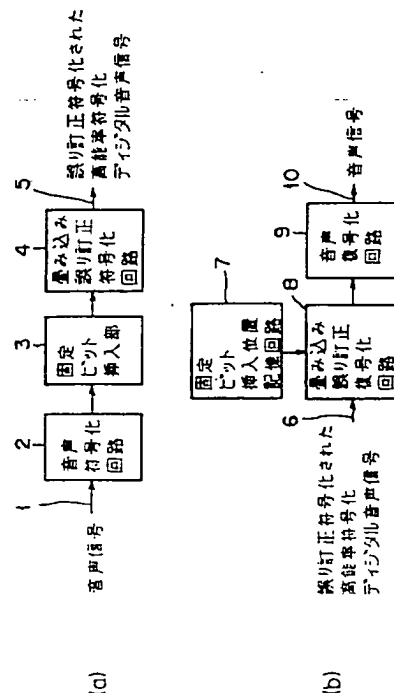 (a)
1
音声信号
2
音声
符号化
回路
3
固定
ビット
挿入部
4
畳み込み
誤り訂正
符号化
回路
5
誤り訂正符号化された
高能率符号化
ディジタル音声信号
(b)
6
誤り訂正符号化された
高能率符号化
ディジタル音声信号
7
固定
ビット
挿入位置
記憶回路
8
畳み込み
誤り訂正
復号化
回路
9
音声
復号化
回路
10
音声信号